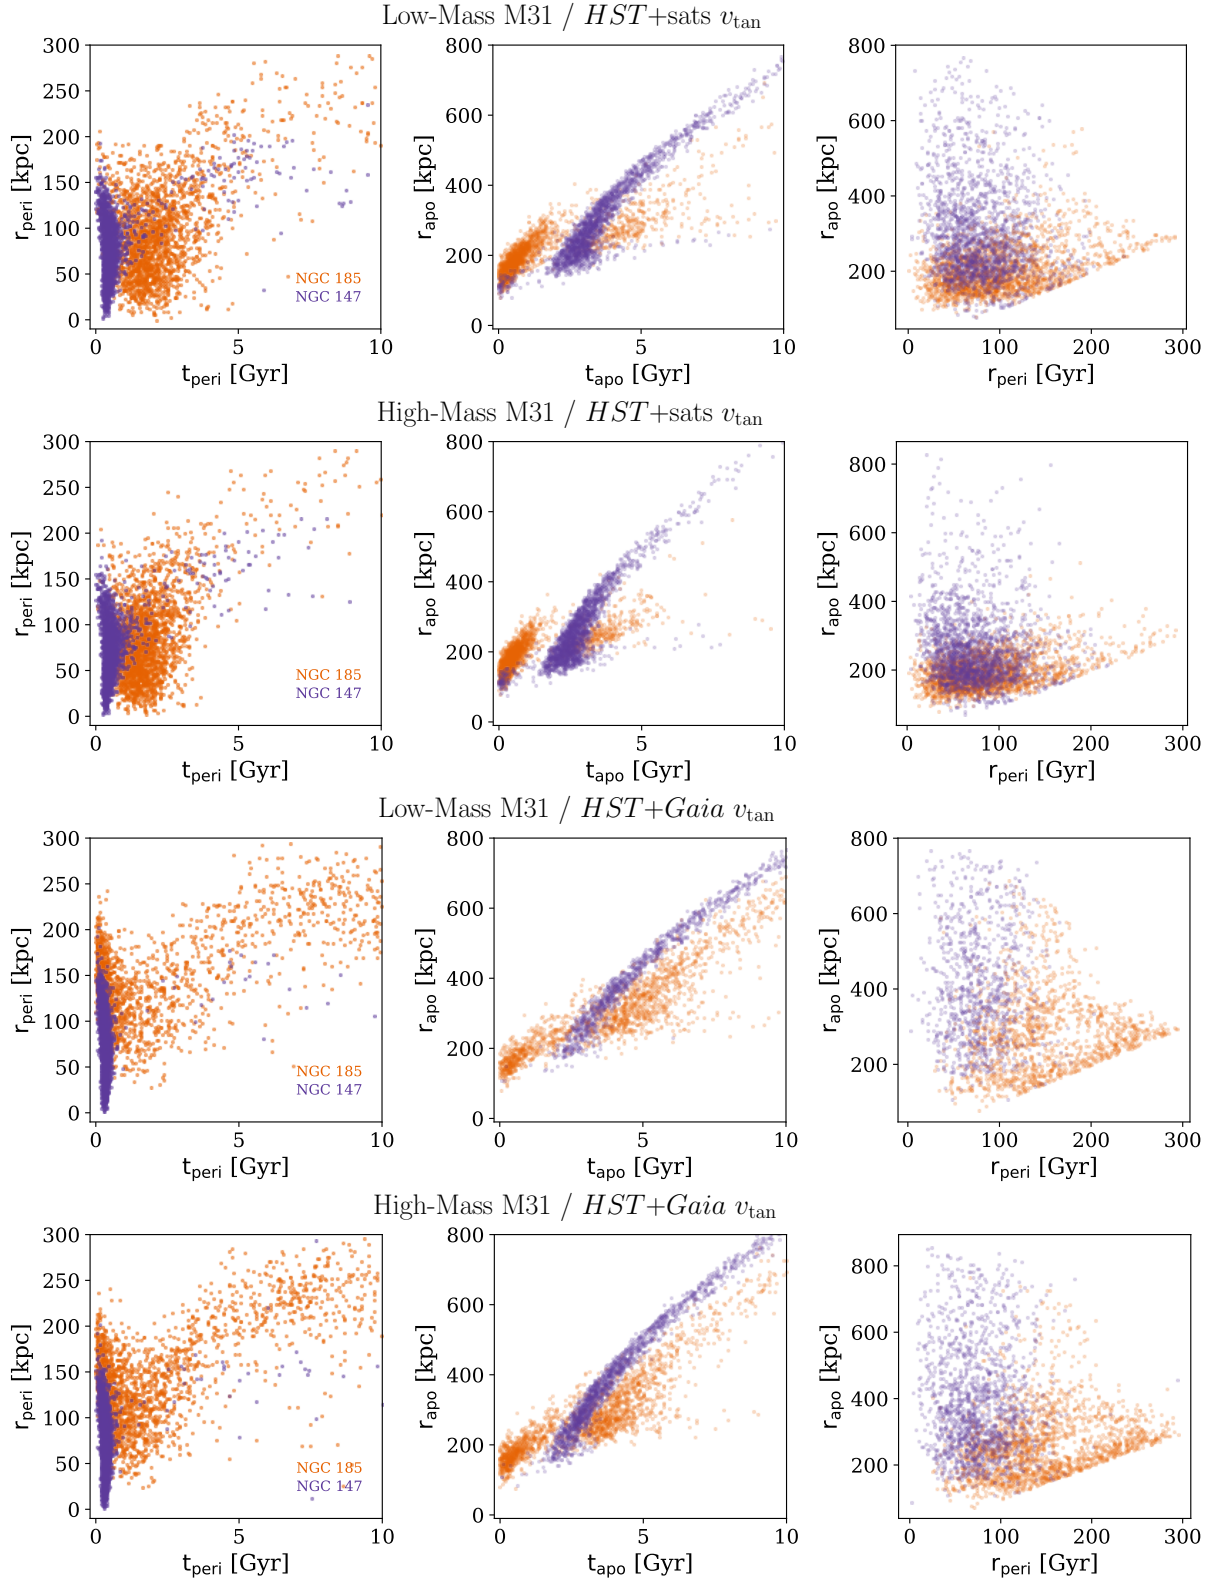 Low-Mass M31 / HST+sats v_tan
300
250
200
150
100
50
0
r_peri [kpc]
0 5 10
t_peri [Gyr]
NGC 185
NGC 147
800
600
400
200
0
r_apo [kpc]
0 5 10
t_apo [Gyr]
800
600
400
200
r_apo [kpc]
0 100 200 300
r_peri [kpc]
High-Mass M31 / HST+sats v_tan
300
250
200
150
100
50
0
r_peri [kpc]
0 5 10
t_peri [Gyr]
NGC 185
NGC 147
800
600
400
200
0
r_apo [kpc]
0 5 10
t_apo [Gyr]
800
600
400
200
r_apo [kpc]
0 100 200 300
r_peri [kpc]
Low-Mass M31 / HST+Gaia v_tan
300
250
200
150
100
50
0
r_peri [kpc]
0 5 10
t_peri [Gyr]
NGC 185
NGC 147
800
600
400
200
0
r_apo [kpc]
0 5 10
t_apo [Gyr]
800
600
400
200
r_apo [kpc]
0 100 200 300
r_peri [kpc]
High-Mass M31 / HST+Gaia v_tan
300
250
200
150
100
50
0
r_peri [kpc]
0 5 10
t_peri [Gyr]
NGC 185
NGC 147
800
600
400
200
0
r_apo [kpc]
0 5 10
t_apo [Gyr]
800
600
400
200
r_apo [kpc]
0 100 200 300
r_peri [kpc]